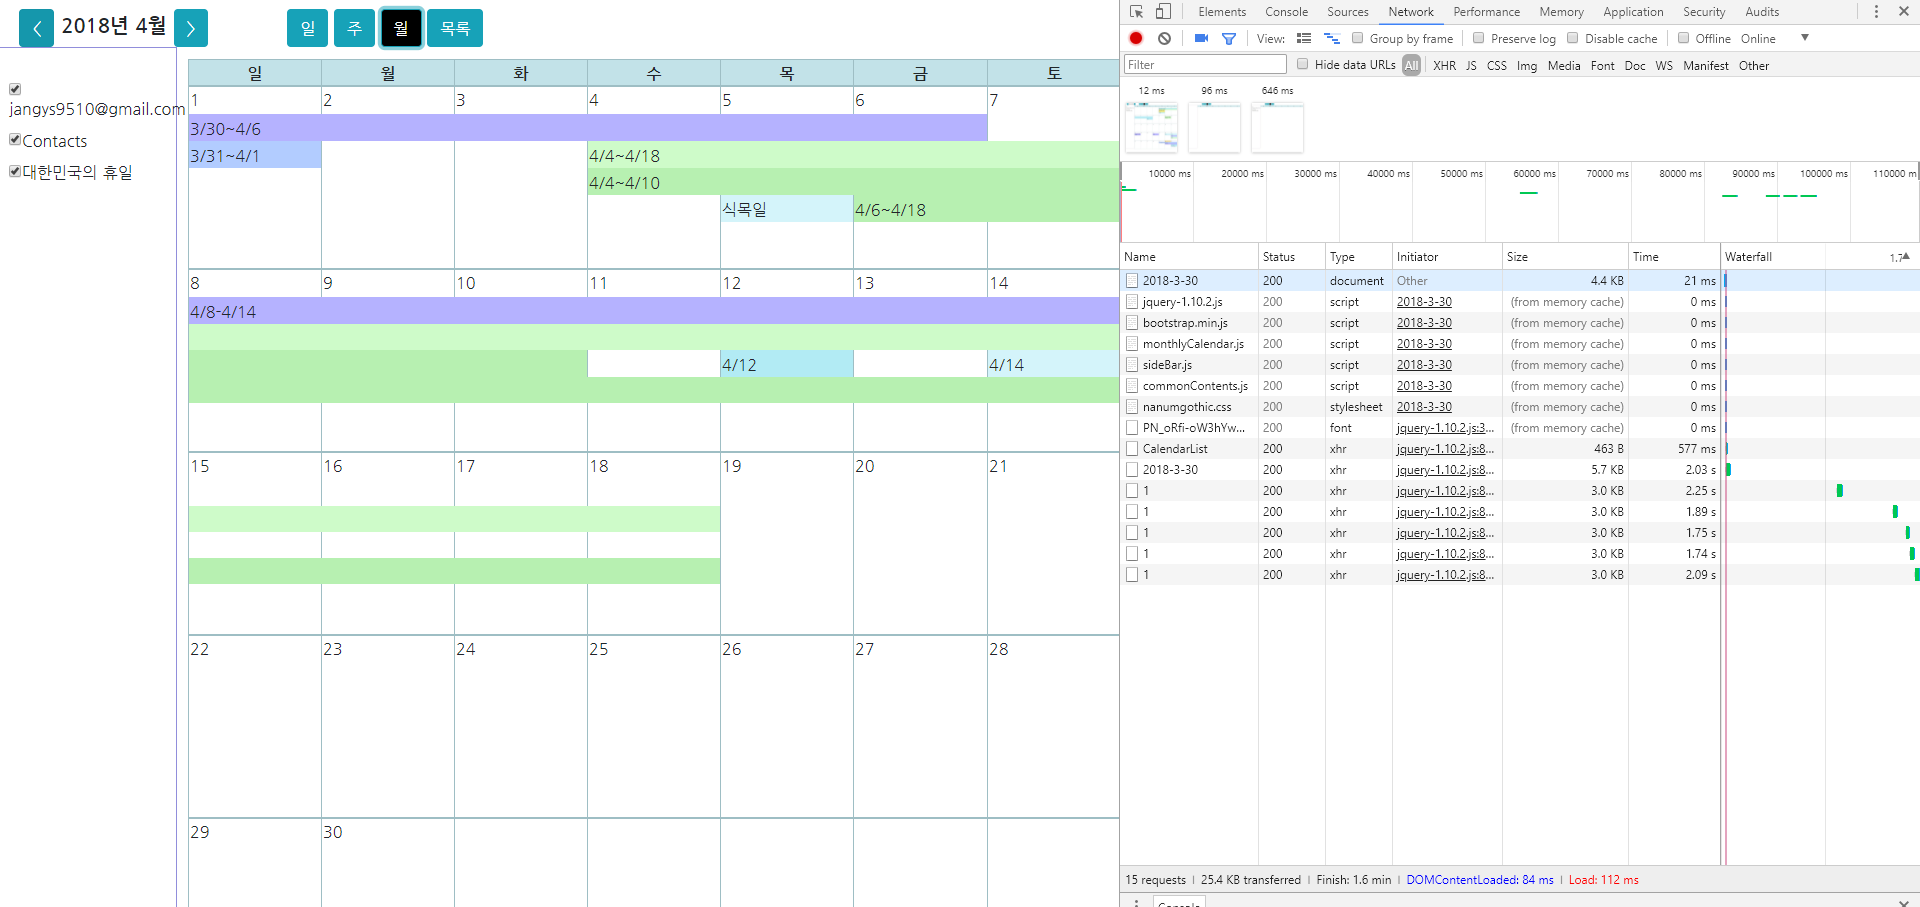 2018년 4월
일 주 월 목록
jangys9510@gmail.com
Contacts
대한민국의 휴일
일 월 화 수 목 금 토
1 2 3 4 5 6 7
3/30~4/6
3/31~4/1 4/4~4/18
4/4~4/10
식목일 4/6~4/18
8 9 10 11 12 13 14
4/8-4/14
4/12 4/14
15 16 17 18 19 20 21
22 23 24 25 26 27 28
29 30
Elements Console Sources Network Performance Memory Application Security Audits
View: Group by frame Preserve log Disable cache Offline Online
Filter Hide data URLs All XHR JS CSS Img Media Font Doc WS Manifest Other
12 ms 96 ms 646 ms
10000 ms 20000 ms 30000 ms 40000 ms 50000 ms 60000 ms 70000 ms 80000 ms 90000 ms 100000 ms 110000 m
Name Status Type Initiator Size Time Waterfall
2018-3-30 200 document Other 4.4 KB 21 ms
jquery-1.10.2.js 200 script 2018-3-30 (from memory cache) 0 ms
bootstrap.min.js 200 script 2018-3-30 (from memory cache) 0 ms
monthlyCalendar.js 200 script 2018-3-30 (from memory cache) 0 ms
sideBar.js 200 script 2018-3-30 (from memory cache) 0 ms
commonContents.js 200 script 2018-3-30 (from memory cache) 0 ms
nanumgothic.css 200 stylesheet 2018-3-30 (from memory cache) 0 ms
PN_oRfi-oW3hYw... 200 font jquery-1.10.2.js:3... (from memory cache) 0 ms
CalendarList 200 xhr jquery-1.10.2.js:8... 463 B 577 ms
2018-3-30 200 xhr jquery-1.10.2.js:8... 5.7 KB 2.03 s
1 200 xhr jquery-1.10.2.js:8... 3.0 KB 2.25 s
1 200 xhr jquery-1.10.2.js:8... 3.0 KB 1.89 s
1 200 xhr jquery-1.10.2.js:8... 3.0 KB 1.75 s
1 200 xhr jquery-1.10.2.js:8... 3.0 KB 1.74 s
1 200 xhr jquery-1.10.2.js:8... 3.0 KB 2.09 s
15 requests | 25.4 KB transferred | Finish: 1.6 min | DOMContentLoaded: 84 ms | Load: 112 ms
Console